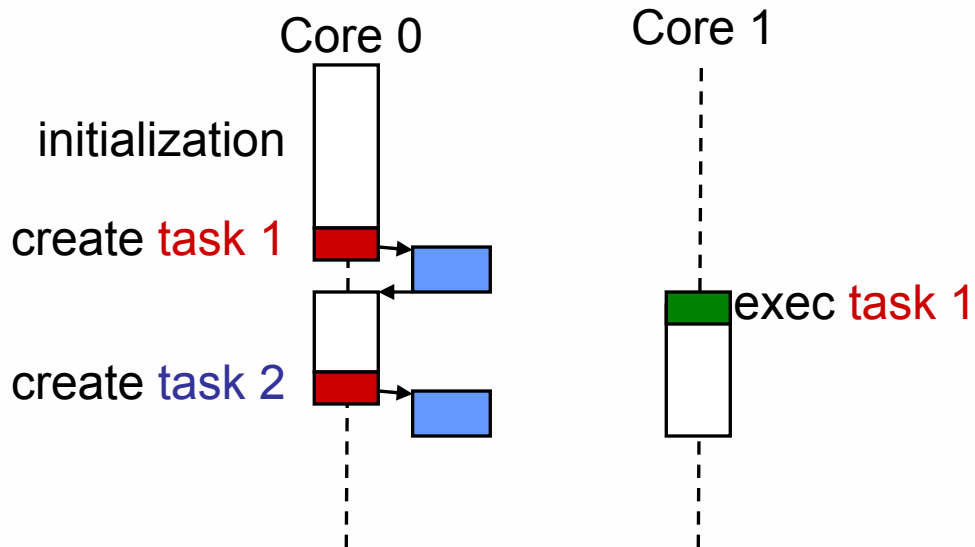 Core 0
Core 1
initialization
create task 1
exec task 1
create task 2